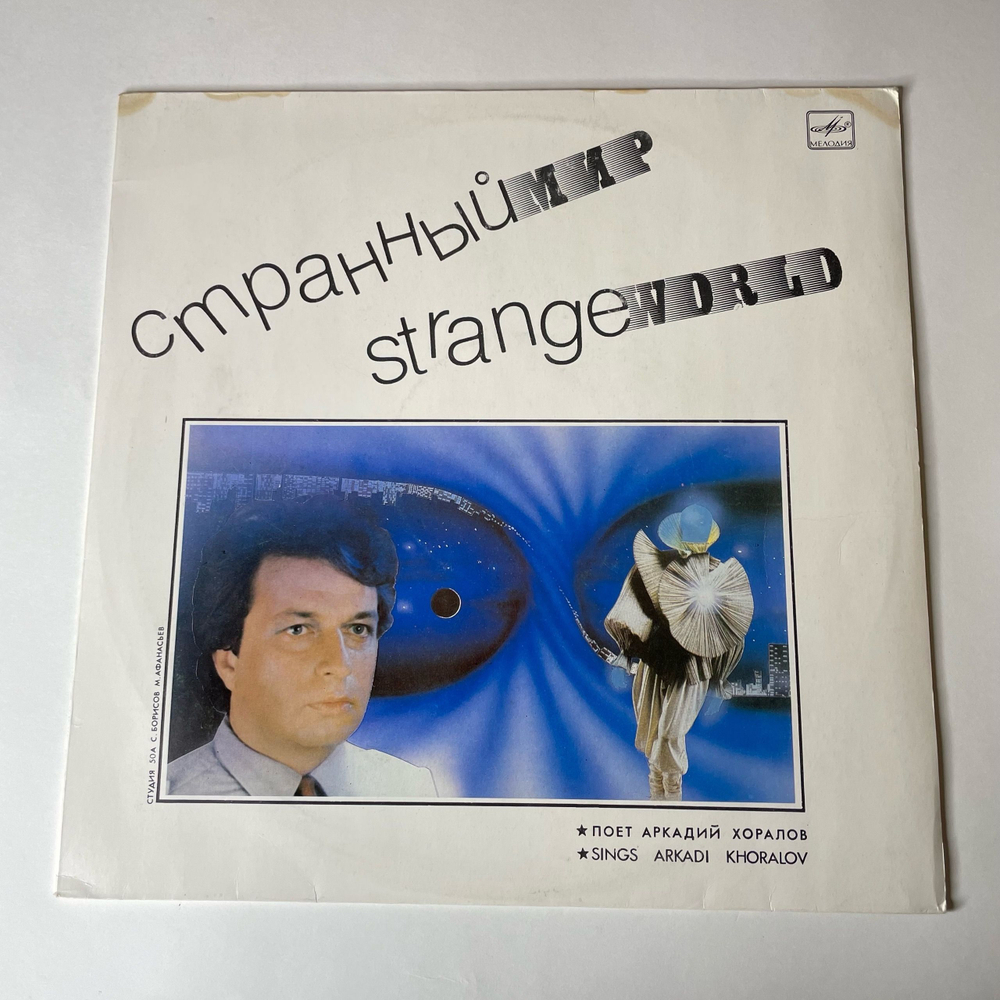 МЕЛОДИЯ
странный МИР
strange WORLD
СТУДИЯ 50А С.БОРИСОВ М.АФАНАСЬЕВ
★ПОЕТ АРКАДИЙ ХОРАЛОВ
★SINGS ARKADI KHORALOV